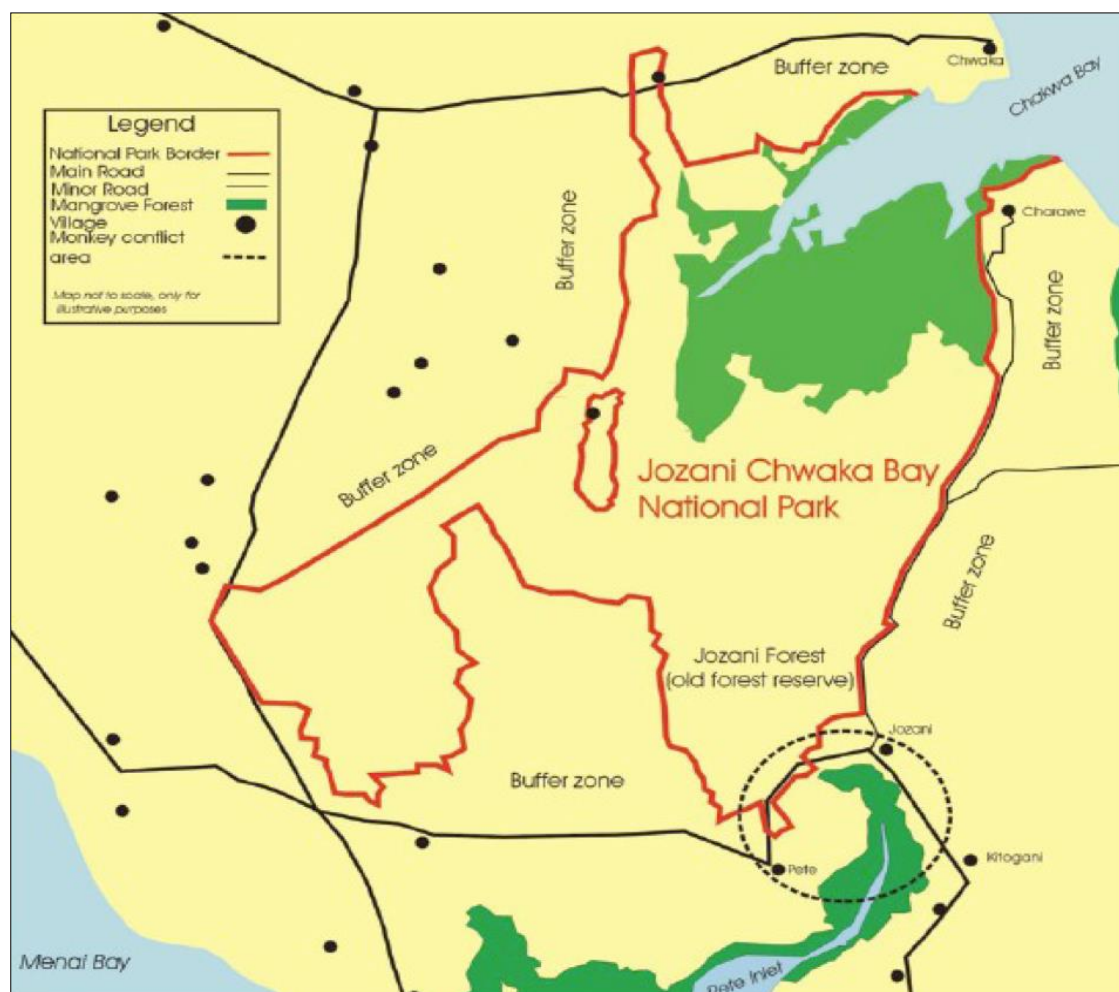 Buffer zone
Chwaka
Chakwa Bay
Legend
National Park Border
Main Road
Minor Road
Mangrove Forest
Village
Monkey conflict
area
Map not to scale, only for
illustrative purposes
Buffer zone
Charawe
Buffer zone
Buffer zone
Jozani Chwaka Bay
National Park
Buffer zone
Jozani Forest
(old forest reserve)
Jozani
Buffer zone
Pete
Kitogani
Menai Bay
Pete Inlet